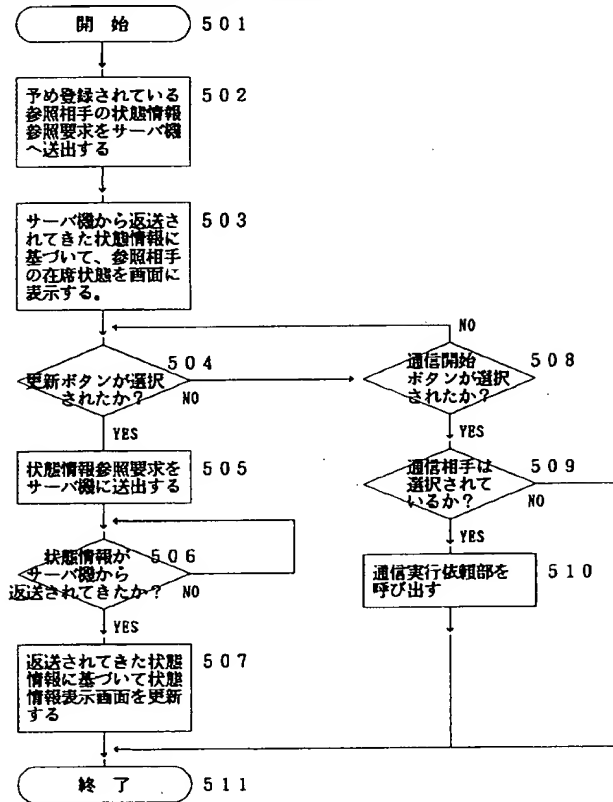 開 始 501
予め登録されている 502
参照相手の状態情報
参照要求をサーバ機
へ送出する
サーバ機から返送さ 503
れてきた状態情報に
基づいて、参照相手
の在席状態を画面に
表示する。
NO
504
更新ボタンが選択
されたか? NO
YES
通信開始 508
ボタンが選択
されたか?
YES
状態情報参照要求を 505
サーバ機に送出する
通信相手は 509
選択されて
いるか? NO
YES
状態情報が 506
サーバ機から
返送されてきたか? NO
YES
通信実行依頼部を 510
呼び出す
返送されてきた状態 507
情報に基づいて状態
情報表示画面を更新
する
終 了 511